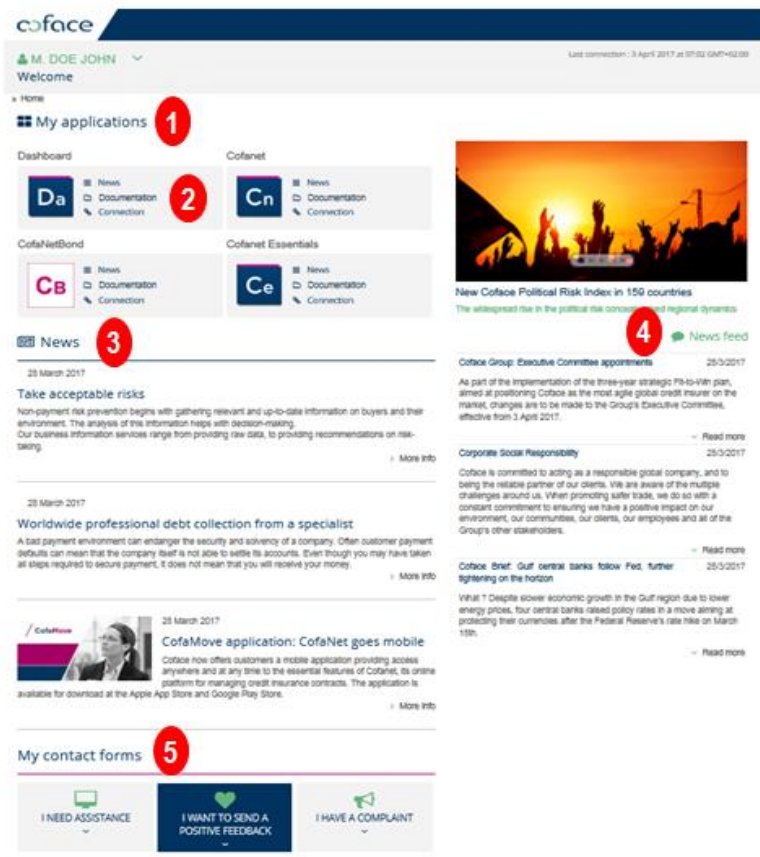 coface
M. DOE JOHN
Last connection : 3 April 2017 at 07:02 GMT+02:00
Welcome
» Home
My applications
1
Dashboard
Cofanet
Da
News
Documentation
Connection
2
Cn
News
Documentation
Connection
CofaNetBond
Cofanet Essentials
CB
News
Documentation
Connection
Ce
News
Documentation
Connection
News
3
28 March 2017
Take acceptable risks
Non-payment risk prevention begins with gathering relevant and up-to-date information on buyers and their
environment. The analysis of this information helps with decision-making.
Our business information services range from providing raw data, to providing recommendations on risk-
taking.
More info
28 March 2017
Worldwide professional debt collection from a specialist
A bad payment environment can endanger the security and solvency of a company. Often customer payment
defaults can mean that the company itself is not able to settle its accounts. Even though you may have taken
all steps required to secure payment, it does not mean that you will receive your money.
More info
CofaMove
28 March 2017
CofaMove application: CofaNet goes mobile
Coface now offers customers a mobile application providing access
anywhere and at any time to the essential features of Cofanet, its online
platform for managing credit insurance contracts. The application is
available for download at the Apple App Store and Google Play Store.
More info
My contact forms
5
I NEED ASSISTANCE
I WANT TO SEND A
POSITIVE FEEDBACK
I HAVE A COMPLAINT
New Coface Political Risk Index in 159 countries
The widespread rise in the political risk regional dynamics
4
News feed
Coface Group: Executive Committee appointments
28/3/2017
As part of the implementation of the three-year strategic Fit-to-Win plan,
aimed at positioning Coface as the most agile global credit insurer on the
market, changes are to be made to the Group's Executive Committee,
effective from 3 April 2017.
Read more
Corporate Social Responsibility
28/3/2017
Coface is committed to acting as a responsible global company, and to
being the reliable partner of our clients. We are aware of the multiple
challenges around us. When promoting safer trade, we do so with a
constant commitment to ensuring we have a positive impact on our
environment, our communities, our clients, our employees and all of the
Group's other stakeholders.
Read more
Coface Brief: Gulf central banks follow Fed, further
28/3/2017
tightening on the horizon
What ? Despite slower economic growth in the Gulf region due to lower
energy prices, four central banks raised policy rates in a move aiming at
protecting their currencies after the Federal Reserve's rate hike on March
15th.
Read more